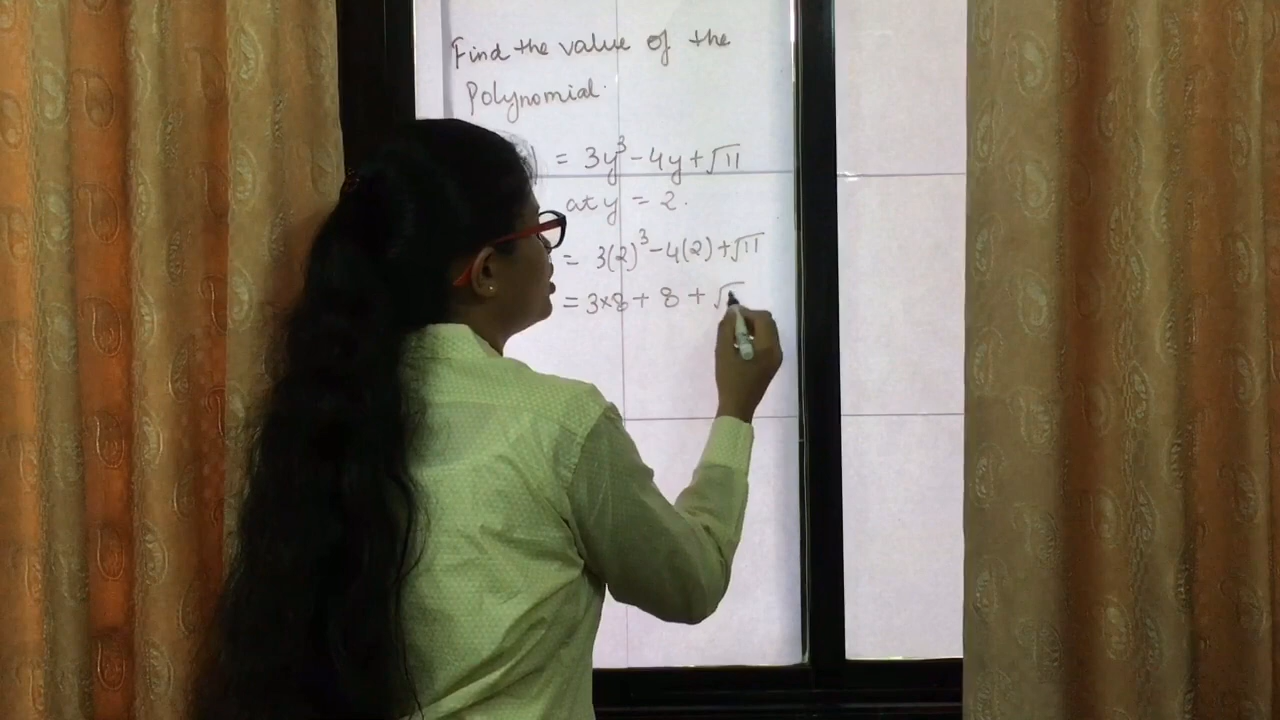 Find the value of the
Polynomial.
) = 3y³ - 4y + √11
at y = 2.
= 3(2)³ - 4(2) + √11
= 3×8 + 8 + √